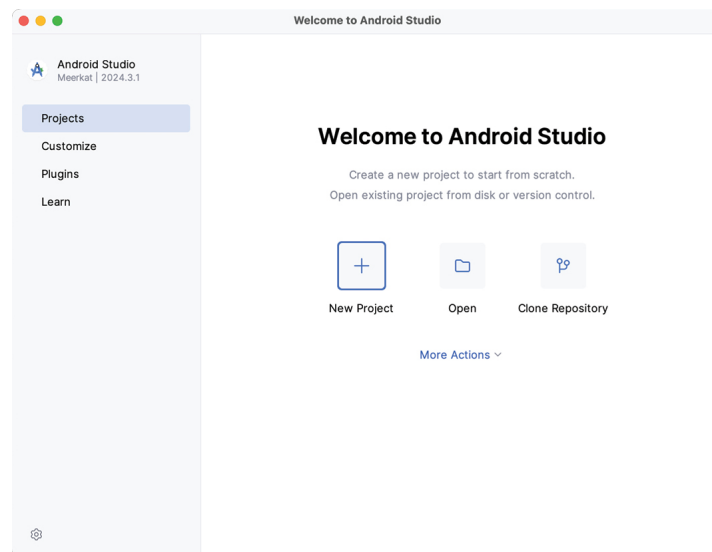 Welcome to Android Studio
Android Studio
Meerkat | 2024.3.1
Projects
Customize
Plugins
Learn
Welcome to Android Studio
Create a new project to start from scratch.
Open existing project from disk or version control.
New Project
Open
Clone Repository
More Actions